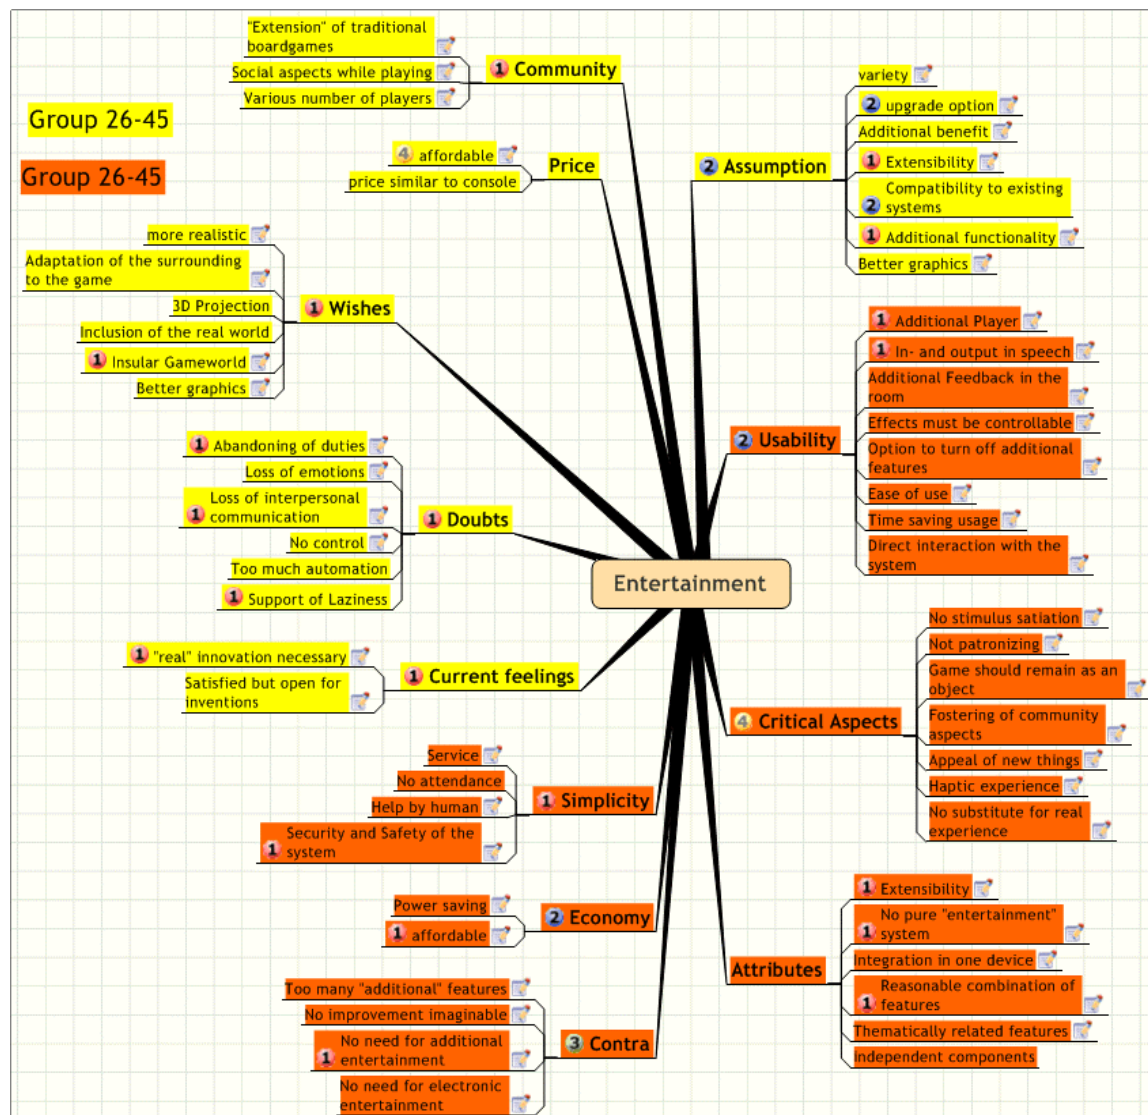 "Extension" of traditional
boardgames
Social aspects while playing
Various number of players
1 Community
Group 26-45
Group 26-45
4 affordable
price similar to console
Price
more realistic
Adaptation of the surrounding
to the game
3D Projection
Inclusion of the real world
1 Insular Gameworld
Better graphics
1 Wishes
1 Abandoning of duties
Loss of emotions
Loss of interpersonal
1 communication
No control
Too much automation
1 Support of Laziness
1 Doubts
1 "real" innovation necessary
Satisfied but open for
inventions
1 Current feelings
Service
No attendance
Help by human
Security and Safety of the
1 system
1 Simplicity
Power saving
1 affordable
2 Economy
Too many "additional" features
No improvement imaginable
No need for additional
1 entertainment
No need for electronic
entertainment
3 Contra
Entertainment
2 Assumption
variety
2 upgrade option
Additional benefit
1 Extensibility
Compatibility to existing
2 systems
1 Additional functionality
Better graphics
2 Usability
1 Additional Player
1 In- and output in speech
Additional Feedback in the
room
Effects must be controllable
Option to turn off additional
features
Ease of use
Time saving usage
Direct interaction with the
system
4 Critical Aspects
No stimulus satiation
Not patronizing
Game should remain as an
object
Fostering of community
aspects
Appeal of new things
Haptic experience
No substitute for real
experience
Attributes
1 Extensibility
No pure "entertainment"
1 system
Integration in one device
Reasonable combination of
1 features
Thematically related features
independent components